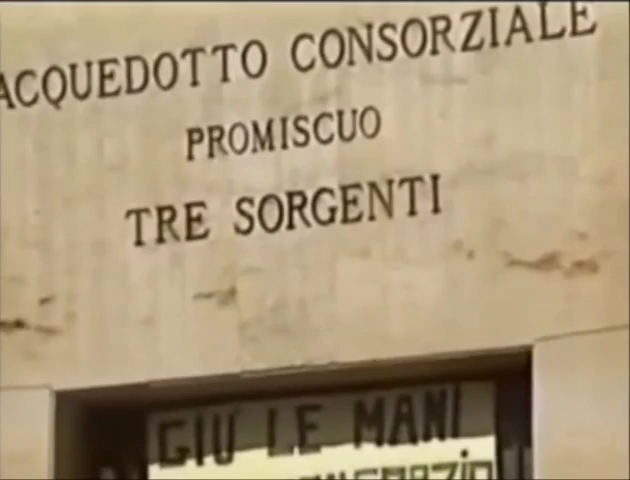 ACQUEDOTTO CONSORZIALE
PROMISCUO
TRE SORGENTI
GIU LE MANI